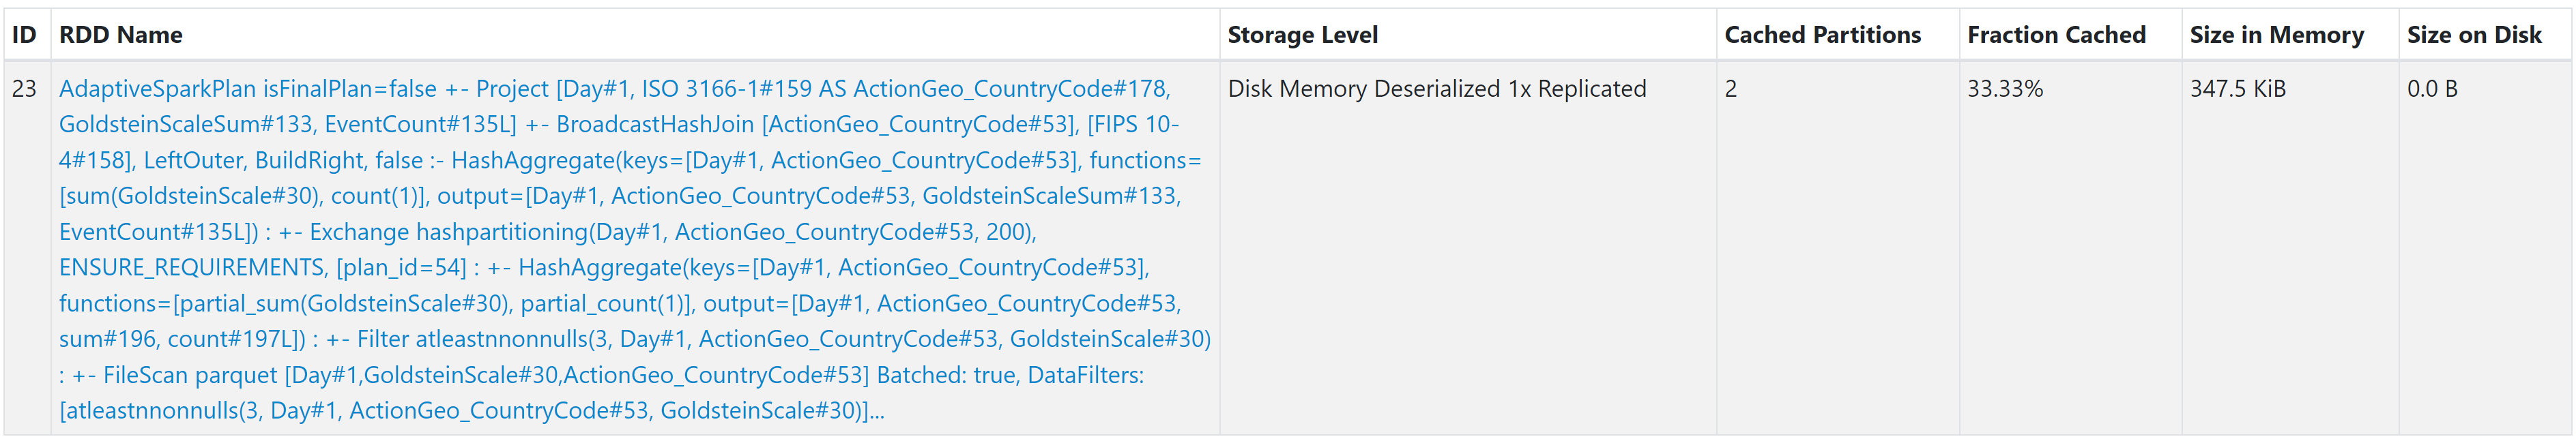 ID RDD Name Storage Level Cached Partitions Fraction Cached Size in Memory Size on Disk
23 AdaptiveSparkPlan isFinalPlan=false +- Project [Day#1, ISO 3166-1#159 AS ActionGeo_CountryCode#178, Disk Memory Deserialized 1x Replicated 2 33.33% 347.5 KiB 0.0 B
GoldsteinScaleSum#133, EventCount#135L] +- BroadcastHashJoin [ActionGeo_CountryCode#53], [FIPS 10-
4#158], LeftOuter, BuildRight, false :- HashAggregate(keys=[Day#1, ActionGeo_CountryCode#53], functions=
[sum(GoldsteinScale#30), count(1)], output=[Day#1, ActionGeo_CountryCode#53, GoldsteinScaleSum#133,
EventCount#135L]) : +- Exchange hashpartitioning(Day#1, ActionGeo_CountryCode#53, 200),
ENSURE_REQUIREMENTS, [plan_id=54] : +- HashAggregate(keys=[Day#1, ActionGeo_CountryCode#53],
functions=[partial_sum(GoldsteinScale#30), partial_count(1)], output=[Day#1, ActionGeo_CountryCode#53,
sum#196, count#197L]) : +- Filter atleastnnonnulls(3, Day#1, ActionGeo_CountryCode#53, GoldsteinScale#30)
: +- FileScan parquet [Day#1,GoldsteinScale#30,ActionGeo_CountryCode#53] Batched: true, DataFilters:
[atleastnnonnulls(3, Day#1, ActionGeo_CountryCode#53, GoldsteinScale#30)]...